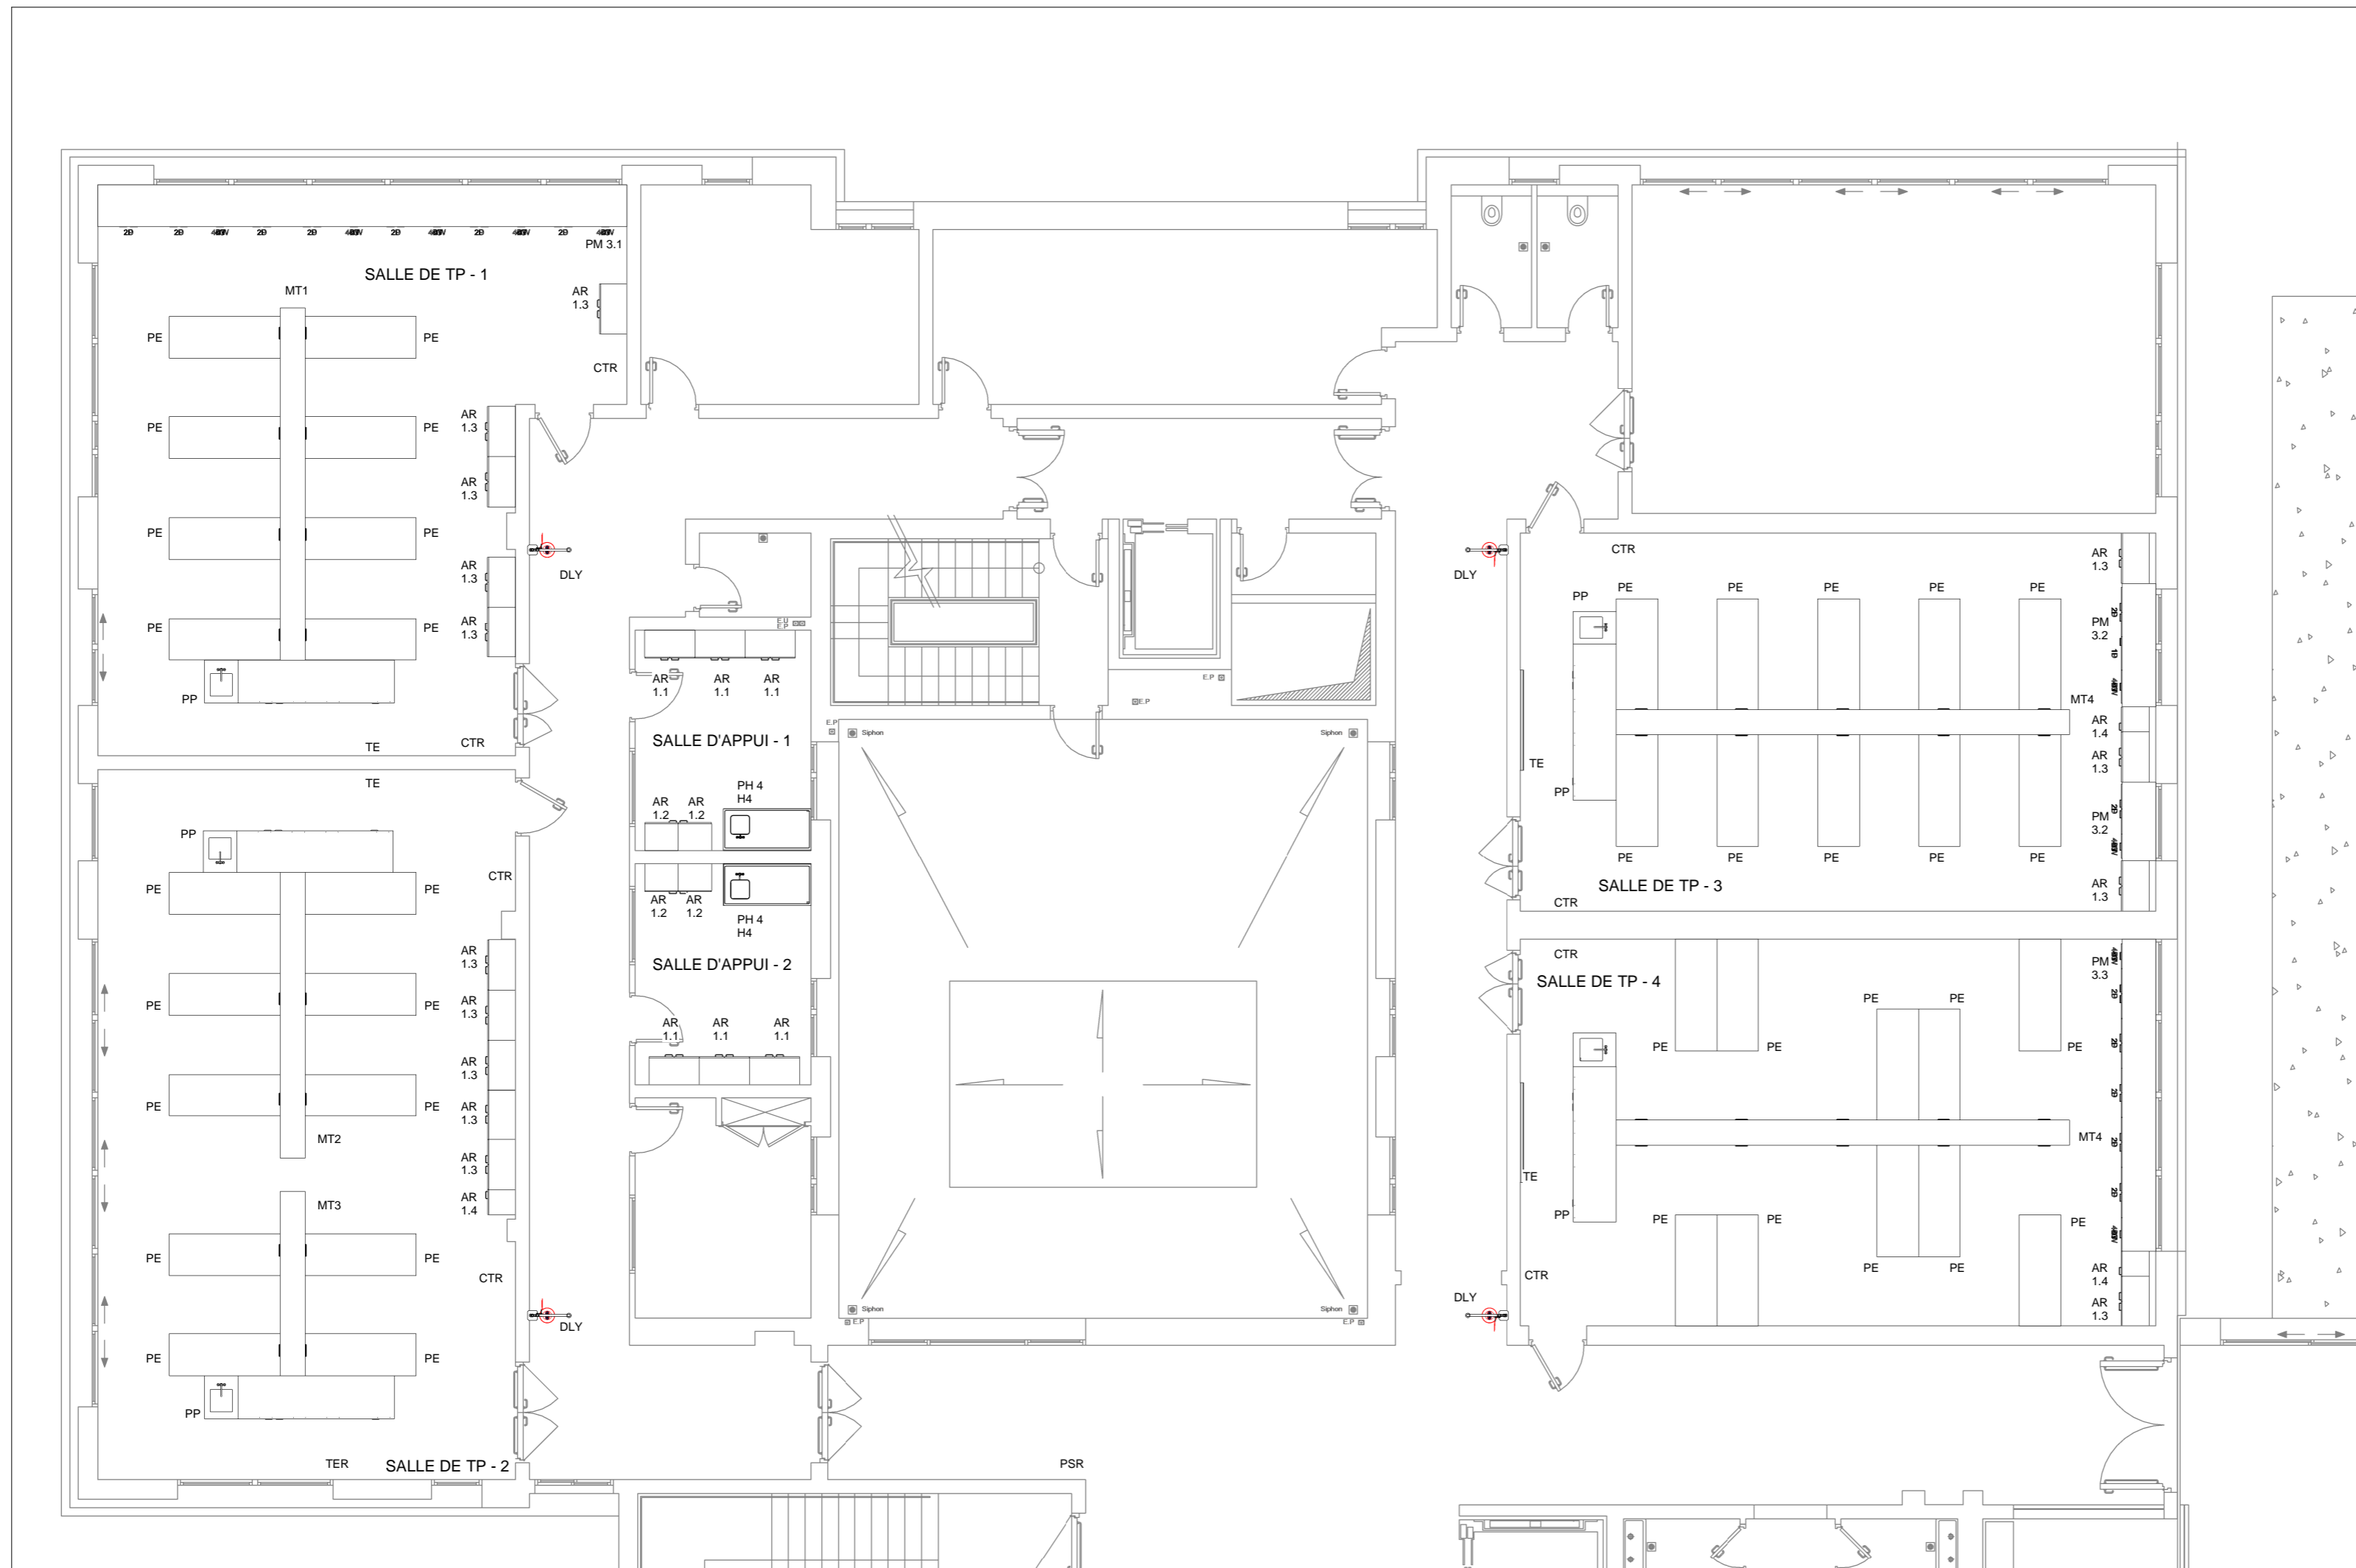 PM 3.1
SALLE DE TP - 1
MT1
AR
1.3
PE
PE
CTR
PE
PE
AR
1.3
AR
1.3
PE
PE
AR
1.3
DLY
PE
PE
AR
1.3
PP
TE
CTR
AR
1.1
AR
1.1
AR
1.1
SALLE D'APPUI - 1
PH 4
H4
AR
1.2
AR
1.2
E.P
E.P
E.P
Siphon
Siphon
TE
PP
PE
PE
CTR
AR
1.3
PE
PE
AR
1.3
AR
1.3
PE
PE
AR
1.3
MT2
AR
1.3
AR
1.4
MT3
PE
PE
CTR
DLY
PE
PE
PP
TER
SALLE DE TP - 2
AR
1.2
AR
1.2
PH 4
H4
SALLE D'APPUI - 2
AR
1.1
AR
1.1
AR
1.1
Siphon
Siphon
E.P
E.P
PSR
DLY
CTR
AR
1.3
PP
PE
PE
PE
PE
PE
PM
3.2
MT4
AR
1.4
TE
AR
1.3
PP
PM
3.2
PE
PE
PE
PE
PE
SALLE DE TP - 3
AR
1.3
CTR
CTR
PM
3.3
SALLE DE TP - 4
PE
PE
PE
PE
PE
MT4
TE
PP
PE
PE
PE
CTR
PE
PE
AR
1.4
DLY
AR
1.3